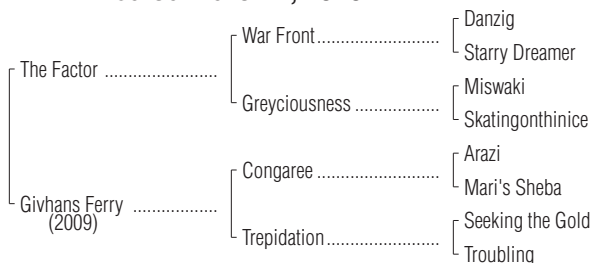 Danzig
War Front
Starry Dreamer
The Factor
Miswaki
Greyciousness
Skatingonthinice
Arazi
Congaree
Mari's Sheba
Givhans Ferry
(2009)
Seeking the Gold
Trepidation
Troubling